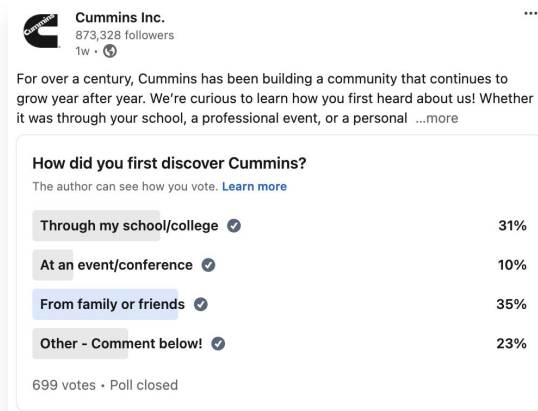 Cummins
Cummins Inc.
873,328 followers
1w •
For over a century, Cummins has been building a community that continues to
grow year after year. We’re curious to learn how you first heard about us! Whether
it was through your school, a professional event, or a personal ...more
How did you first discover Cummins?
The author can see how you vote. Learn more
Through my school/college 31%
At an event/conference 10%
From family or friends 35%
Other - Comment below! 23%
699 votes • Poll closed